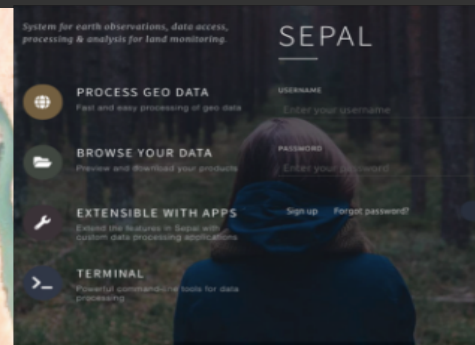 System for earth observations, data access,
processing & analysis for land monitoring.
SEPAL
PROCESS GEO DATA
Fast and easy processing of geo data
BROWSE YOUR DATA
Preview and download your products
EXTENSIBLE WITH APPS
Extend the features in Sepal with
custom data processing applications
TERMINAL
Powerful command-line tools for data
processing
USERNAME
Enter your username
PASSWORD
Enter your password
Sign up Forgot password?